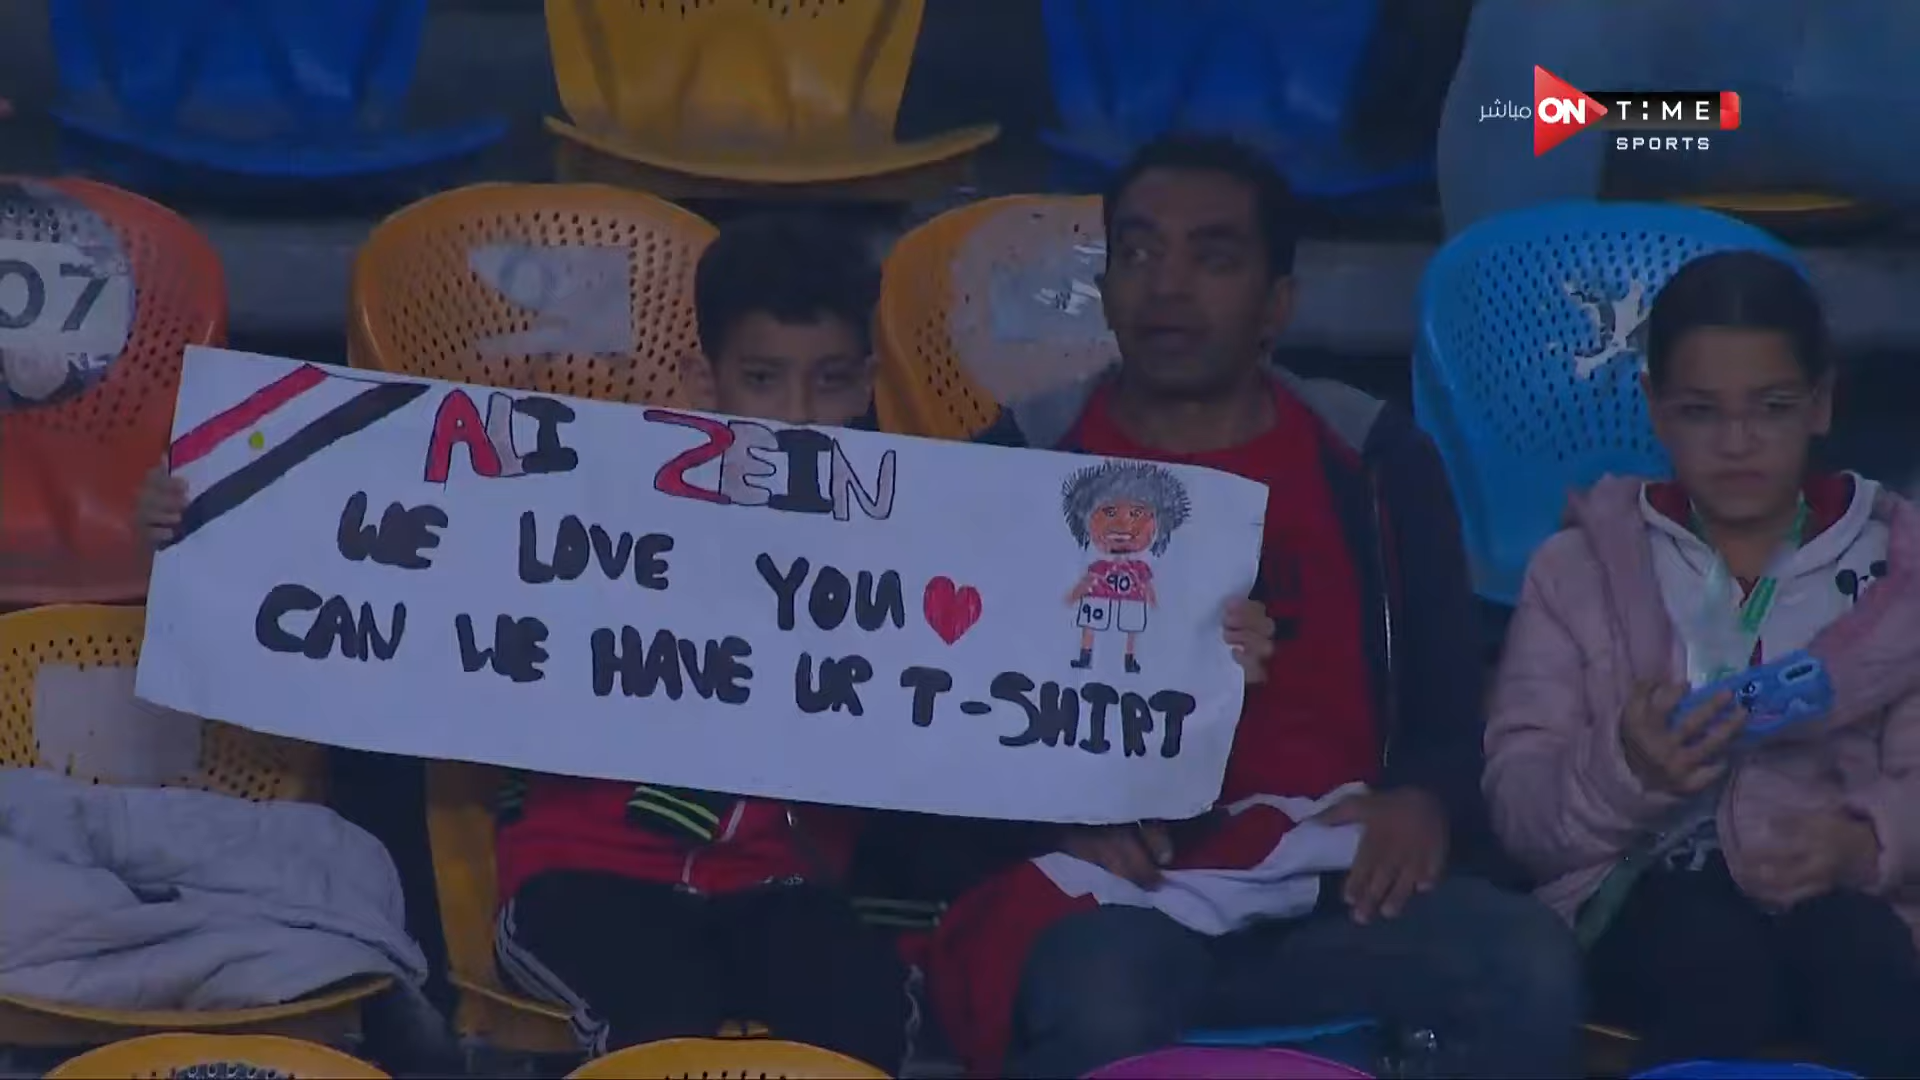 مباشر ON TIME
SPORTS
07
ALI ZEIN
WE LOVE YOU
CAN WE HAVE UR T-SHIRT
90
90